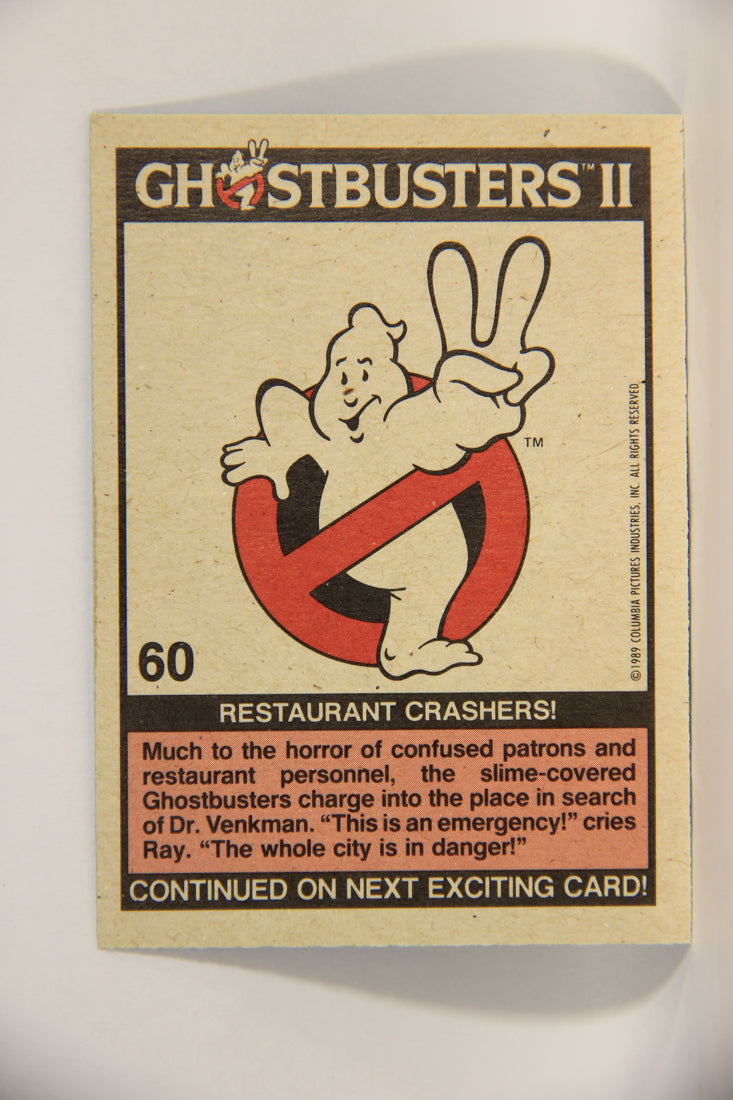 GHOSTBUSTERS™ II
TM
©1989 COLUMBIA PICTURES INDUSTRIES, INC. ALL RIGHTS RESERVED
60
RESTAURANT CRASHERS!
Much to the horror of confused patrons and
restaurant personnel, the slime-covered
Ghostbusters charge into the place in search
of Dr. Venkman. “This is an emergency!” cries
Ray. “The whole city is in danger!”
CONTINUED ON NEXT EXCITING CARD!